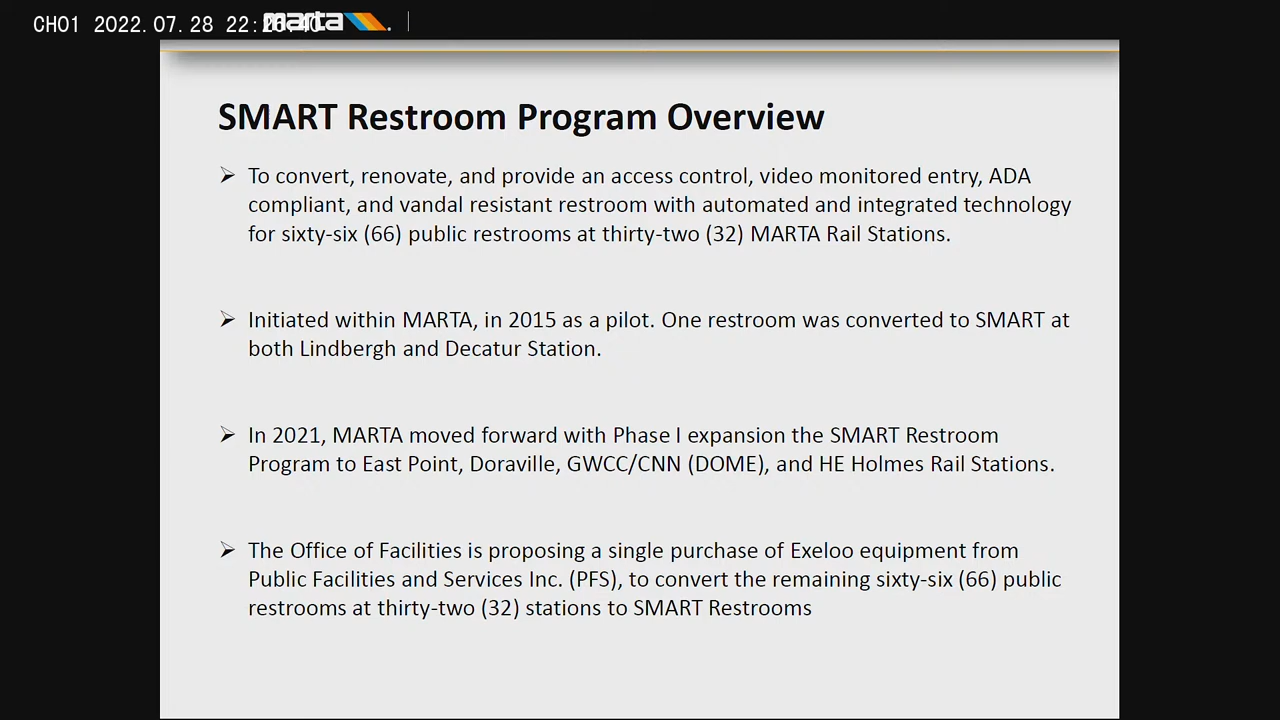 CH01 2022.07.28
marta
SMART Restroom Program Overview
To convert, renovate, and provide an access control, video monitored entry, ADA
compliant, and vandal resistant restroom with automated and integrated technology
for sixty-six (66) public restrooms at thirty-two (32) MARTA Rail Stations.
Initiated within MARTA, in 2015 as a pilot. One restroom was converted to SMART at
both Lindbergh and Decatur Station.
In 2021, MARTA moved forward with Phase I expansion the SMART Restroom
Program to East Point, Doraville, GWCC/CNN (DOME), and HE Holmes Rail Stations.
The Office of Facilities is proposing a single purchase of Exeloo equipment from
Public Facilities and Services Inc. (PFS), to convert the remaining sixty-six (66) public
restrooms at thirty-two (32) stations to SMART Restrooms